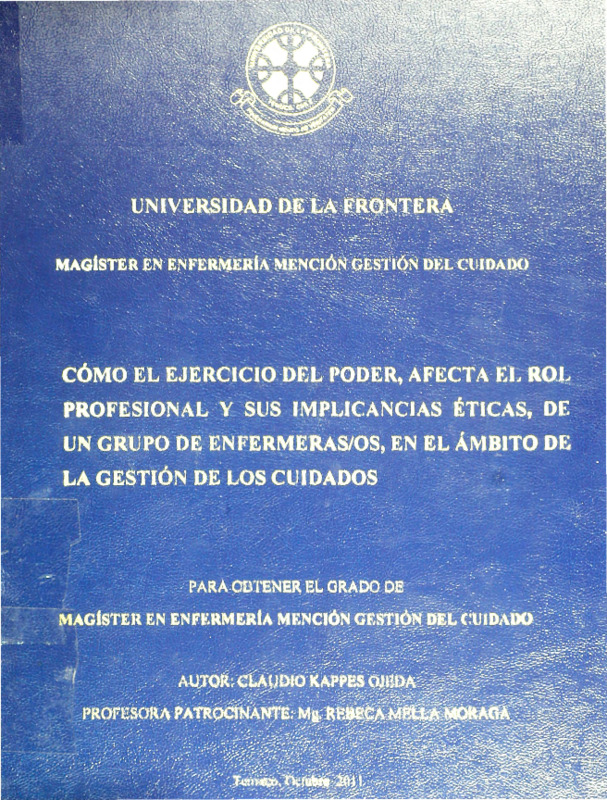 UNIVERSIDAD DE LA FRONTERA
MAGÍSTER EN ENFERMERÍA MENCIÓN GESTIÓN DEL CUIDADO
CÓMO EL EJERCICIO DEL PODER, AFECTA EL ROL
PROFESIONAL Y SUS IMPLICANCIAS ÉTICAS, DE
UN GRUPO DE ENFERMERAS/OS, EN EL ÁMBITO DE
LA GESTIÓN DE LOS CUIDADOS
PARA OBTENER EL GRADO DE
MAGÍSTER EN ENFERMERÍA MENCIÓN GESTIÓN DEL CUIDADO
AUTOR: CLAUDIO KAPPES OJEDA
PROFESORA PATROCINANTE: Mg. REBECA MELLA MORAGA
Temuco, Octubre 2011